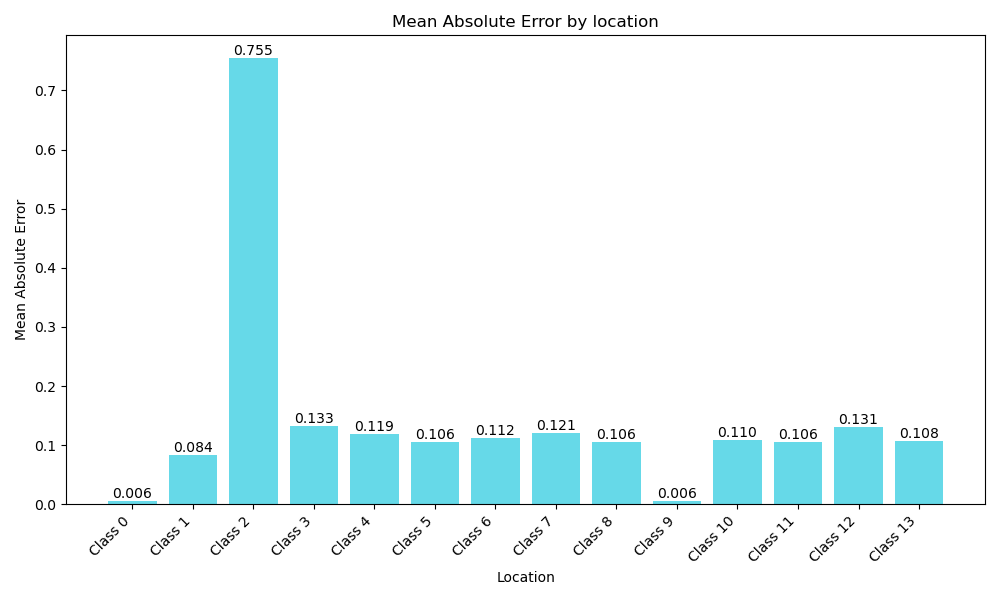 Mean Absolute Error by location
Mean Absolute Error
0.7
0.6
0.5
0.4
0.3
0.2
0.1
0.0
0.006
0.084
0.755
0.133
0.119
0.106
0.112
0.121
0.106
0.006
0.110
0.106
0.131
0.108
Class 0
Class 1
Class 2
Class 3
Class 4
Class 5
Class 6
Class 7
Class 8
Class 9
Class 10
Class 11
Class 12
Class 13
Location